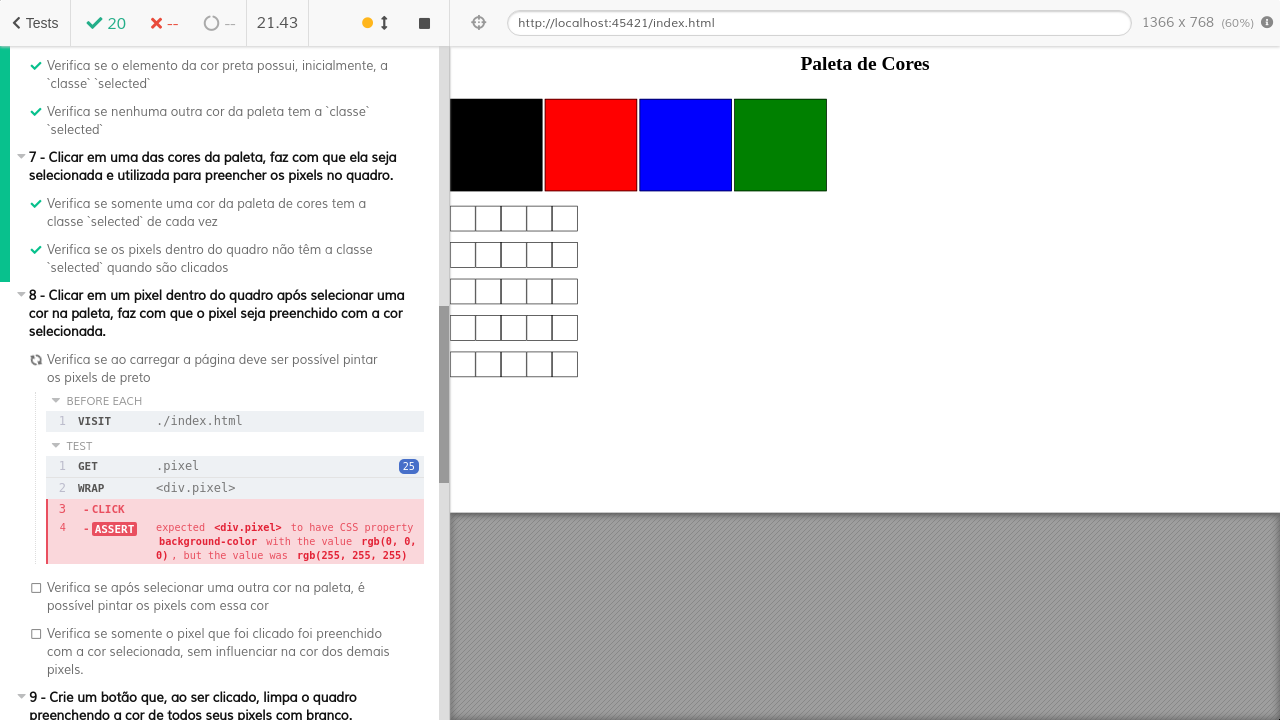 Tests
20
--
--
21.43
http://localhost:45421/index.html
1366 x 768 (60%)
Verifica se o elemento da cor preta possui, inicialmente, a
`classe` `selected`
Verifica se nenhuma outra cor da paleta tem a `classe`
`selected`
7 - Clicar em uma das cores da paleta, faz com que ela seja
selecionada e utilizada para preencher os pixels no quadro.
Verifica se somente uma cor da paleta de cores tem a
classe `selected` de cada vez
Verifica se os pixels dentro do quadro não têm a classe
`selected` quando são clicados
8 - Clicar em um pixel dentro do quadro após selecionar uma
cor na paleta, faz com que o pixel seja preenchido com a cor
selecionada.
Verifica se ao carregar a página deve ser possível pintar
os pixels de preto
BEFORE EACH
1 VISIT ./index.html
TEST
1 GET .pixel 25
2 WRAP <div.pixel>
3 -CLICK
4 -ASSERT expected <div.pixel> to have CSS property
background-color with the value rgb(0, 0,
0), but the value was rgb(255, 255, 255)
Verifica se após selecionar uma outra cor na paleta, é
possível pintar os pixels com essa cor
Verifica se somente o pixel que foi clicado foi preenchido
com a cor selecionada, sem influenciar na cor dos demais
pixels.
9 - Crie um botão que, ao ser clicado, limpa o quadro
preenchendo a cor de todos seus pixels com branco.
Paleta de Cores